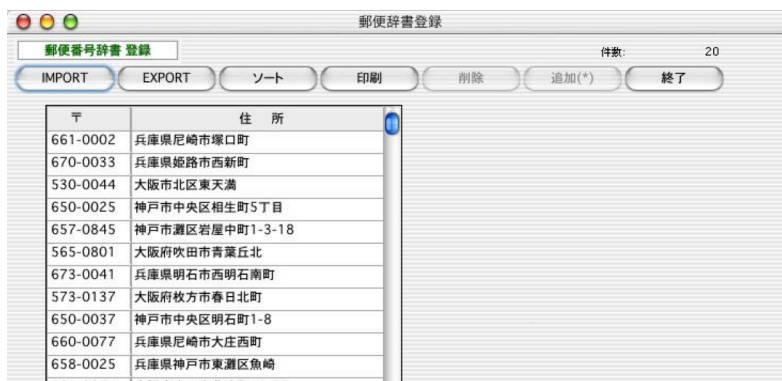 郵便辞書登録
郵便番号辞書 登録
件数: 20
IMPORT EXPORT ソート 印刷 削除 追加(*) 終了
〒 住 所
661-0002 兵庫県尼崎市塚口町
670-0033 兵庫県姫路市西新町
530-0044 大阪市北区東天満
650-0025 神戸市中央区相生町5丁目
657-0845 神戸市灘区岩屋中町1-3-18
565-0801 大阪府吹田市青葉丘北
673-0041 兵庫県明石市西明石南町
573-0137 大阪府枚方市春日北町
650-0037 神戸市中央区明石町1-8
660-0077 兵庫県尼崎市大庄西町
658-0025 兵庫県神戸市東灘区魚崎